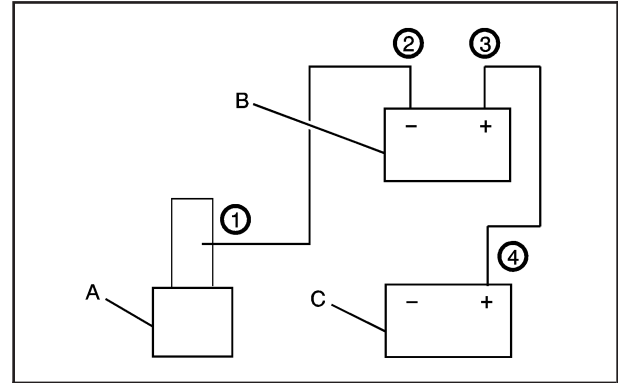 ② ③
B
− +
①
④
A
C
− +